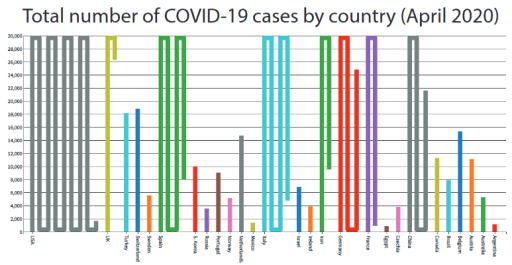 Total number of COVID-19 cases by country (April 2020)
30,000
28,000
26,000
24,000
22,000
20,000
18,000
16,000
14,000
12,000
10,000
8,000
6,000
4,000
2,000
0
USA
UK
Turkey
Switzerland
Sweden
Spain
S. Korea
Russia
Portugal
Norway
Netherlands
Mexico
Italy
Israel
Ireland
Iran
Germany
France
Egypt
Czechia
China
Canada
Brazil
Belgium
Austria
Australia
Argentina